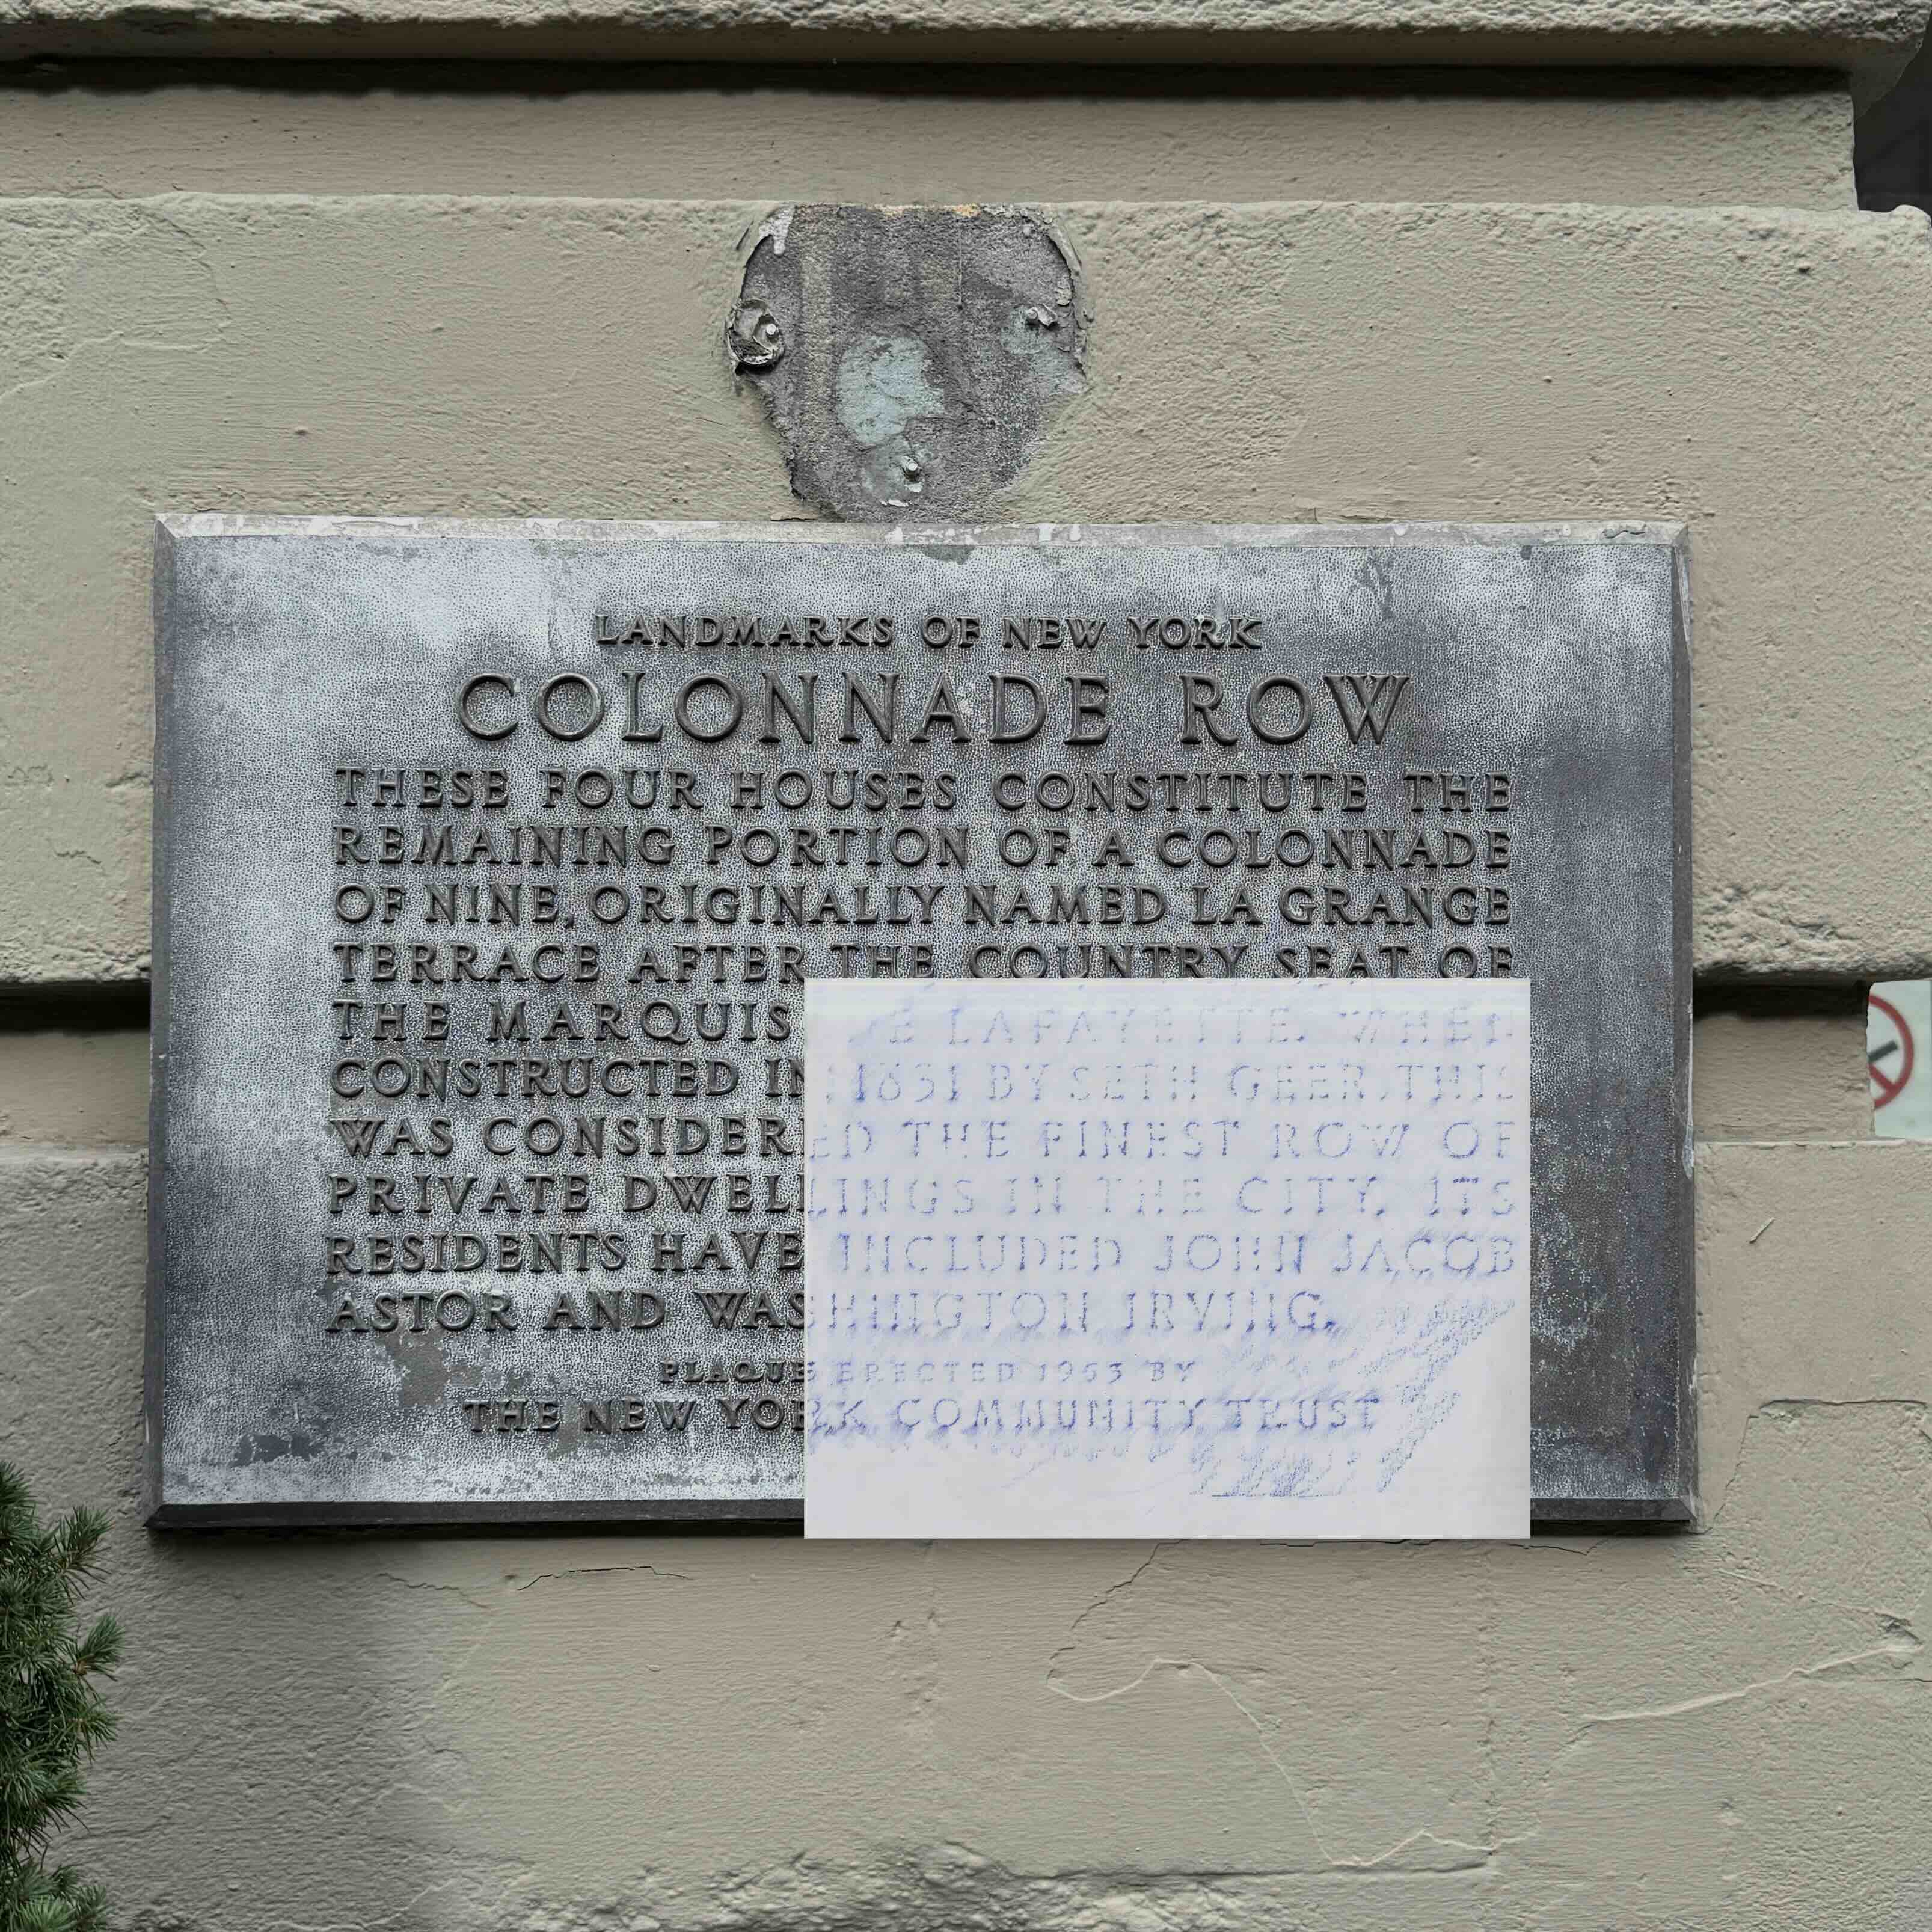 LANDMARKS OF NEW YORK
COLONNADE ROW
THESE FOUR HOUSES CONSTITUTE THE
REMAINING PORTION OF A COLONNADE
OF NINE, ORIGINALLY NAMED LA GRANGE
TERRACE AFTER THE COUNTRY SEAT OF
THE MARQUIS DE LAFAYETTE. WHEN
CONSTRUCTED IN 1831 BY SETH GEER, THIS
WAS CONSIDERED THE FINEST ROW OF
PRIVATE DWELLINGS IN THE CITY. ITS
RESIDENTS HAVE INCLUDED JOHN JACOB
ASTOR AND WASHINGTON IRVING.
PLAQUE ERECTED 1963 BY
THE NEW YORK COMMUNITY TRUST